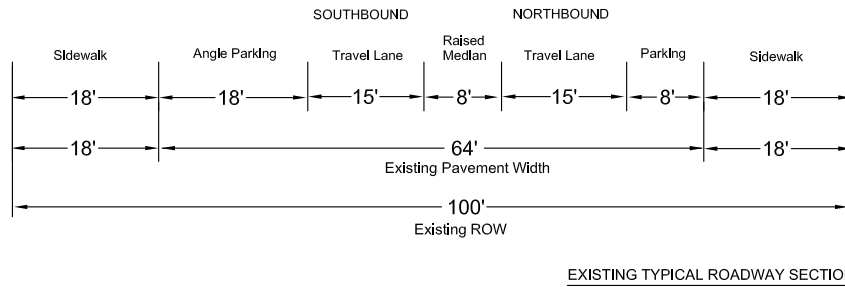 SOUTHBOUND NORTHBOUND
Sidewalk Angle Parking Travel Lane Raised Median Travel Lane Parking Sidewalk
18' 18' 15' 8' 15' 8' 18'
18' 64' 18'
Existing Pavement Width
100'
Existing ROW
EXISTING TYPICAL ROADWAY SECTIO